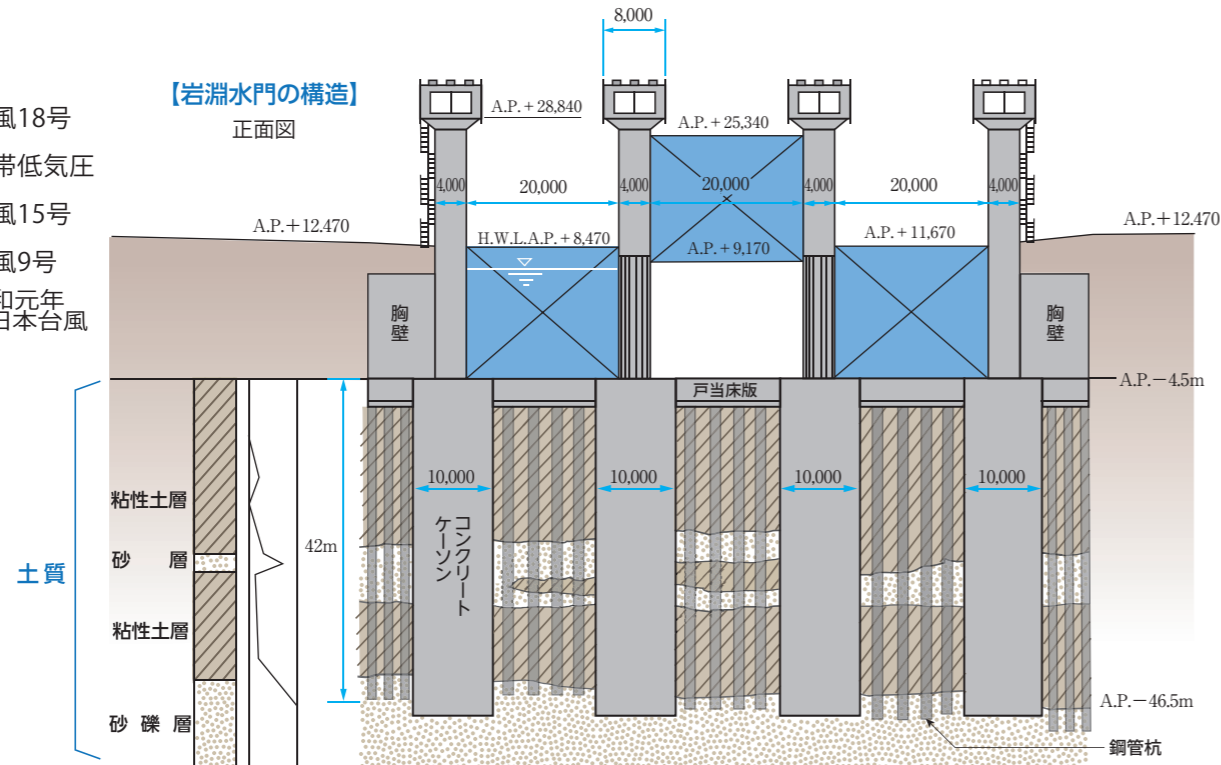 風18号
帯低気圧
風15号
風9号
和元年
日本台風
【岩淵水門の構造】
正面図
8,000
A.P.+28,840
A.P.+25,340
4,000
20,000
4,000
20,000
4,000
20,000
4,000
A.P.+12,470
H.W.L.A.P.+8,470
A.P.+9,170
A.P.+11,670
A.P.+12,470
胸壁
胸壁
戸当床版
A.P.−4.5m
10,000
10,000
10,000
10,000
コンクリート
ケーソン
42m
土質
粘性土層
砂 層
粘性土層
砂礫層
A.P.−46.5m
鋼管杭